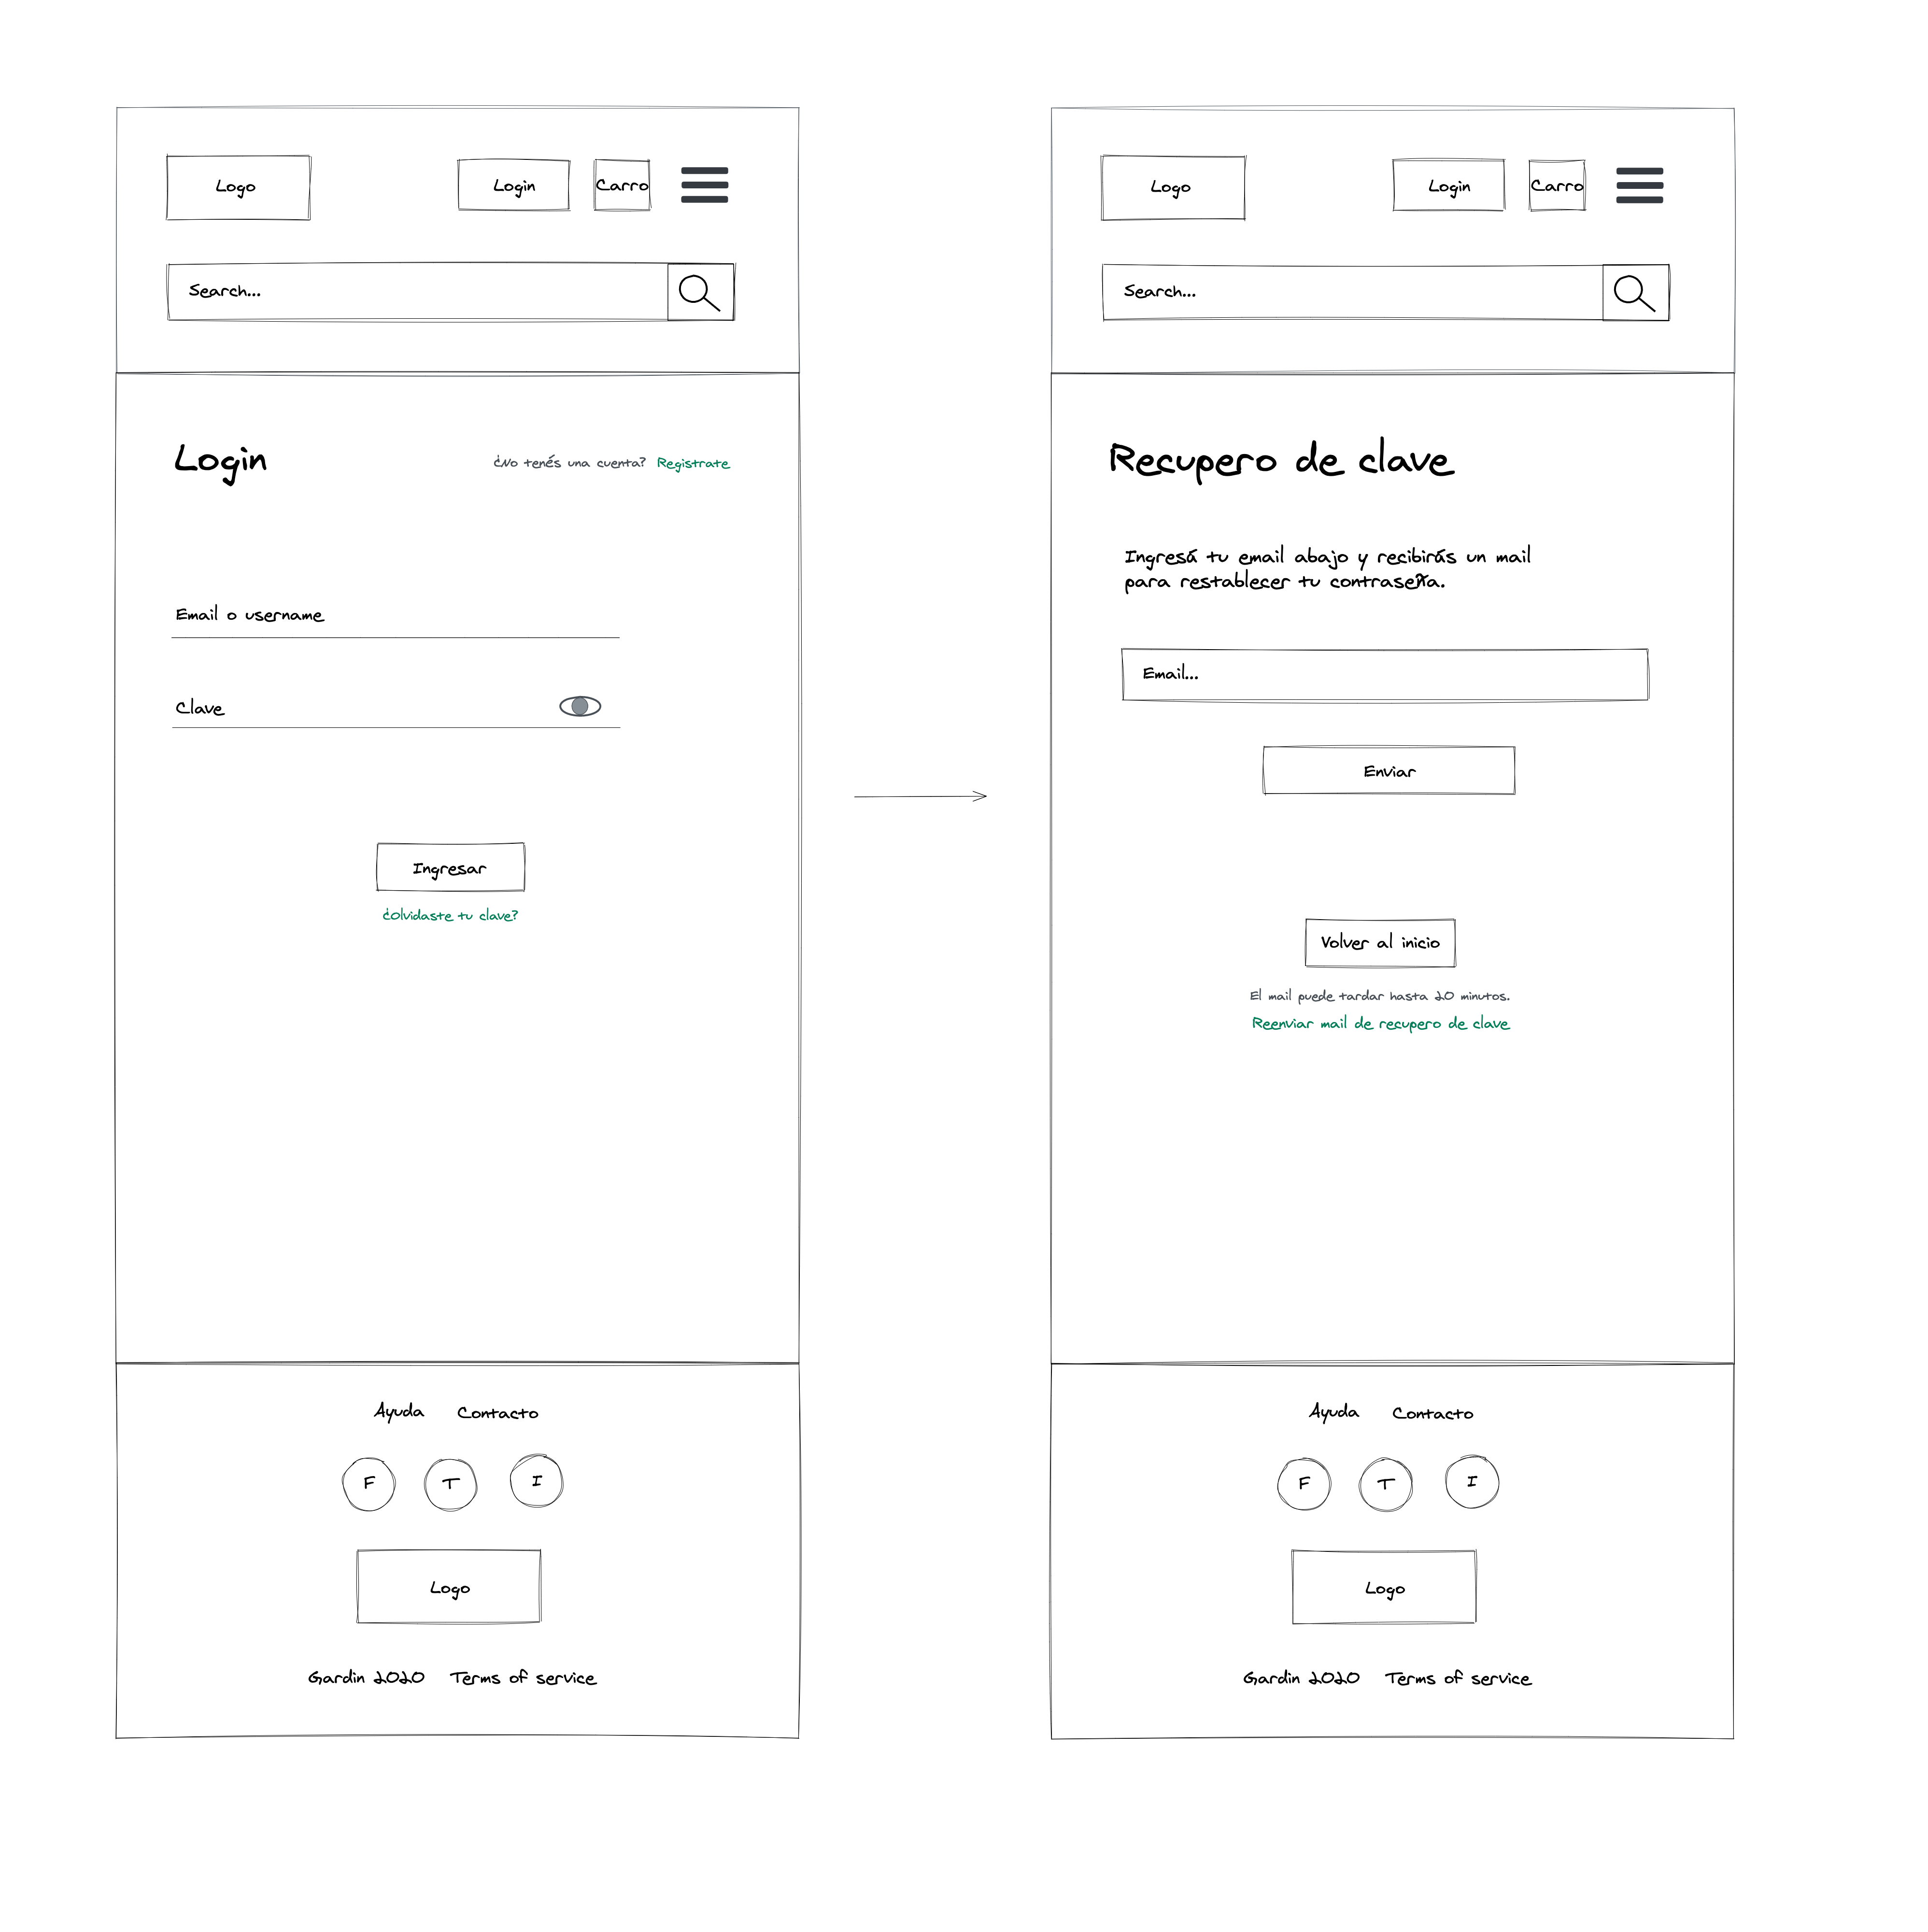 Logo
Login
Carro
Search...
Login
¿No tenés una cuenta? Registrate
Email o username
Clave
Ingresar
¿Olvidaste tu clave?
Ayuda Contacto
F T I
Logo
Gardin 2020 Terms of service
Logo
Login
Carro
Search...
Recupero de clave
Ingresá tu email abajo y recibirás un mail
para restablecer tu contraseña.
Email...
Enviar
Volver al inicio
El mail puede tardar hasta 20 minutos.
Reenviar mail de recupero de clave
Ayuda Contacto
F T I
Logo
Gardin 2020 Terms of service